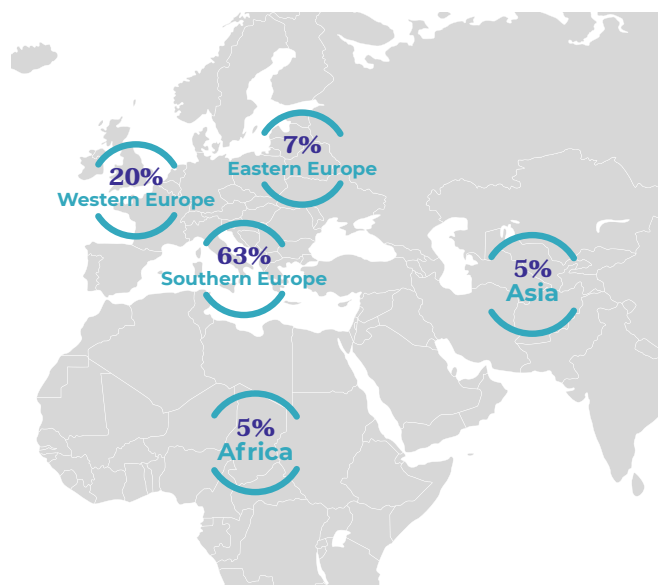 7%
Eastern Europe
20%
Western Europe
63%
Southern Europe
5%
Asia
5%
Africa